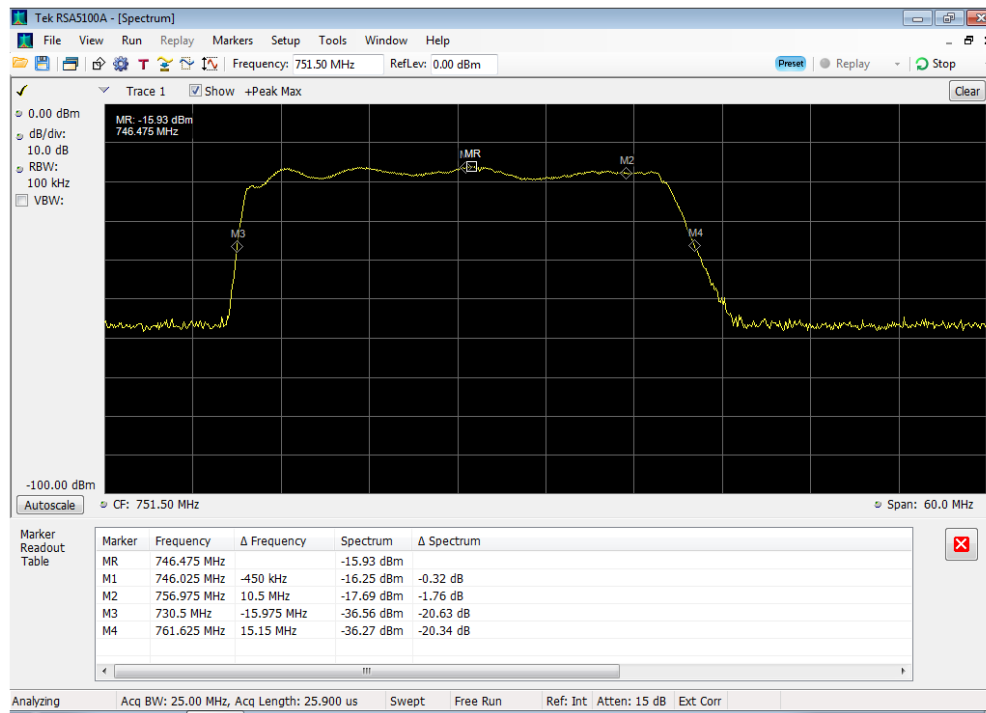 Tek RSA5100A - [Spectrum]
File View Run Replay Markers Setup Tools Window Help
T Frequency: 751.50 MHz RefLev: 0.00 dBm Preset Replay Stop
Trace 1 Show +Peak Max Clear
0.00 dBm
dB/div:
10.0 dB
RBW:
100 kHz
VBW:
MR: -15.93 dBm
746.475 MHz
MR
M2
M3
M4
-100.00 dBm
Autoscale CF: 751.50 MHz Span: 60.0 MHz
Marker
Readout
Table
Marker Frequency Δ Frequency Spectrum Δ Spectrum
MR 746.475 MHz -15.93 dBm
M1 746.025 MHz -450 kHz -16.25 dBm -0.32 dB
M2 756.975 MHz 10.5 MHz -17.69 dBm -1.76 dB
M3 730.5 MHz -15.975 MHz -36.56 dBm -20.63 dB
M4 761.625 MHz 15.15 MHz -36.27 dBm -20.34 dB
Analyzing Acq BW: 25.00 MHz, Acq Length: 25.900 us Swept Free Run Ref: Int Atten: 15 dB Ext Corr